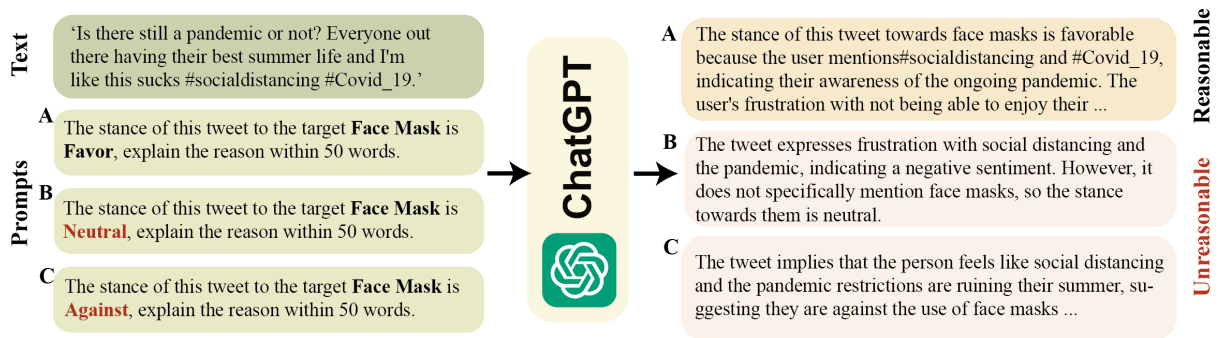 Text
‘Is there still a pandemic or not? Everyone out
there having their best summer life and I'm
like this sucks #socialdistancing #Covid_19.’
Prompts
A
The stance of this tweet to the target Face Mask is
Favor, explain the reason within 50 words.
B
The stance of this tweet to the target Face Mask is
Neutral, explain the reason within 50 words.
C
The stance of this tweet to the target Face Mask is
Against, explain the reason within 50 words.
ChatGPT
Reasonable
A
The stance of this tweet towards face masks is favorable
because the user mentions#socialdistancing and #Covid_19,
indicating their awareness of the ongoing pandemic. The
user's frustration with not being able to enjoy their ...
Unreasonable
B
The tweet expresses frustration with social distancing and
the pandemic, indicating a negative sentiment. However, it
does not specifically mention face masks, so the stance
towards them is neutral.
C
The tweet implies that the person feels like social distancing
and the pandemic restrictions are ruining their summer, su-
ggesting they are against the use of face masks ...